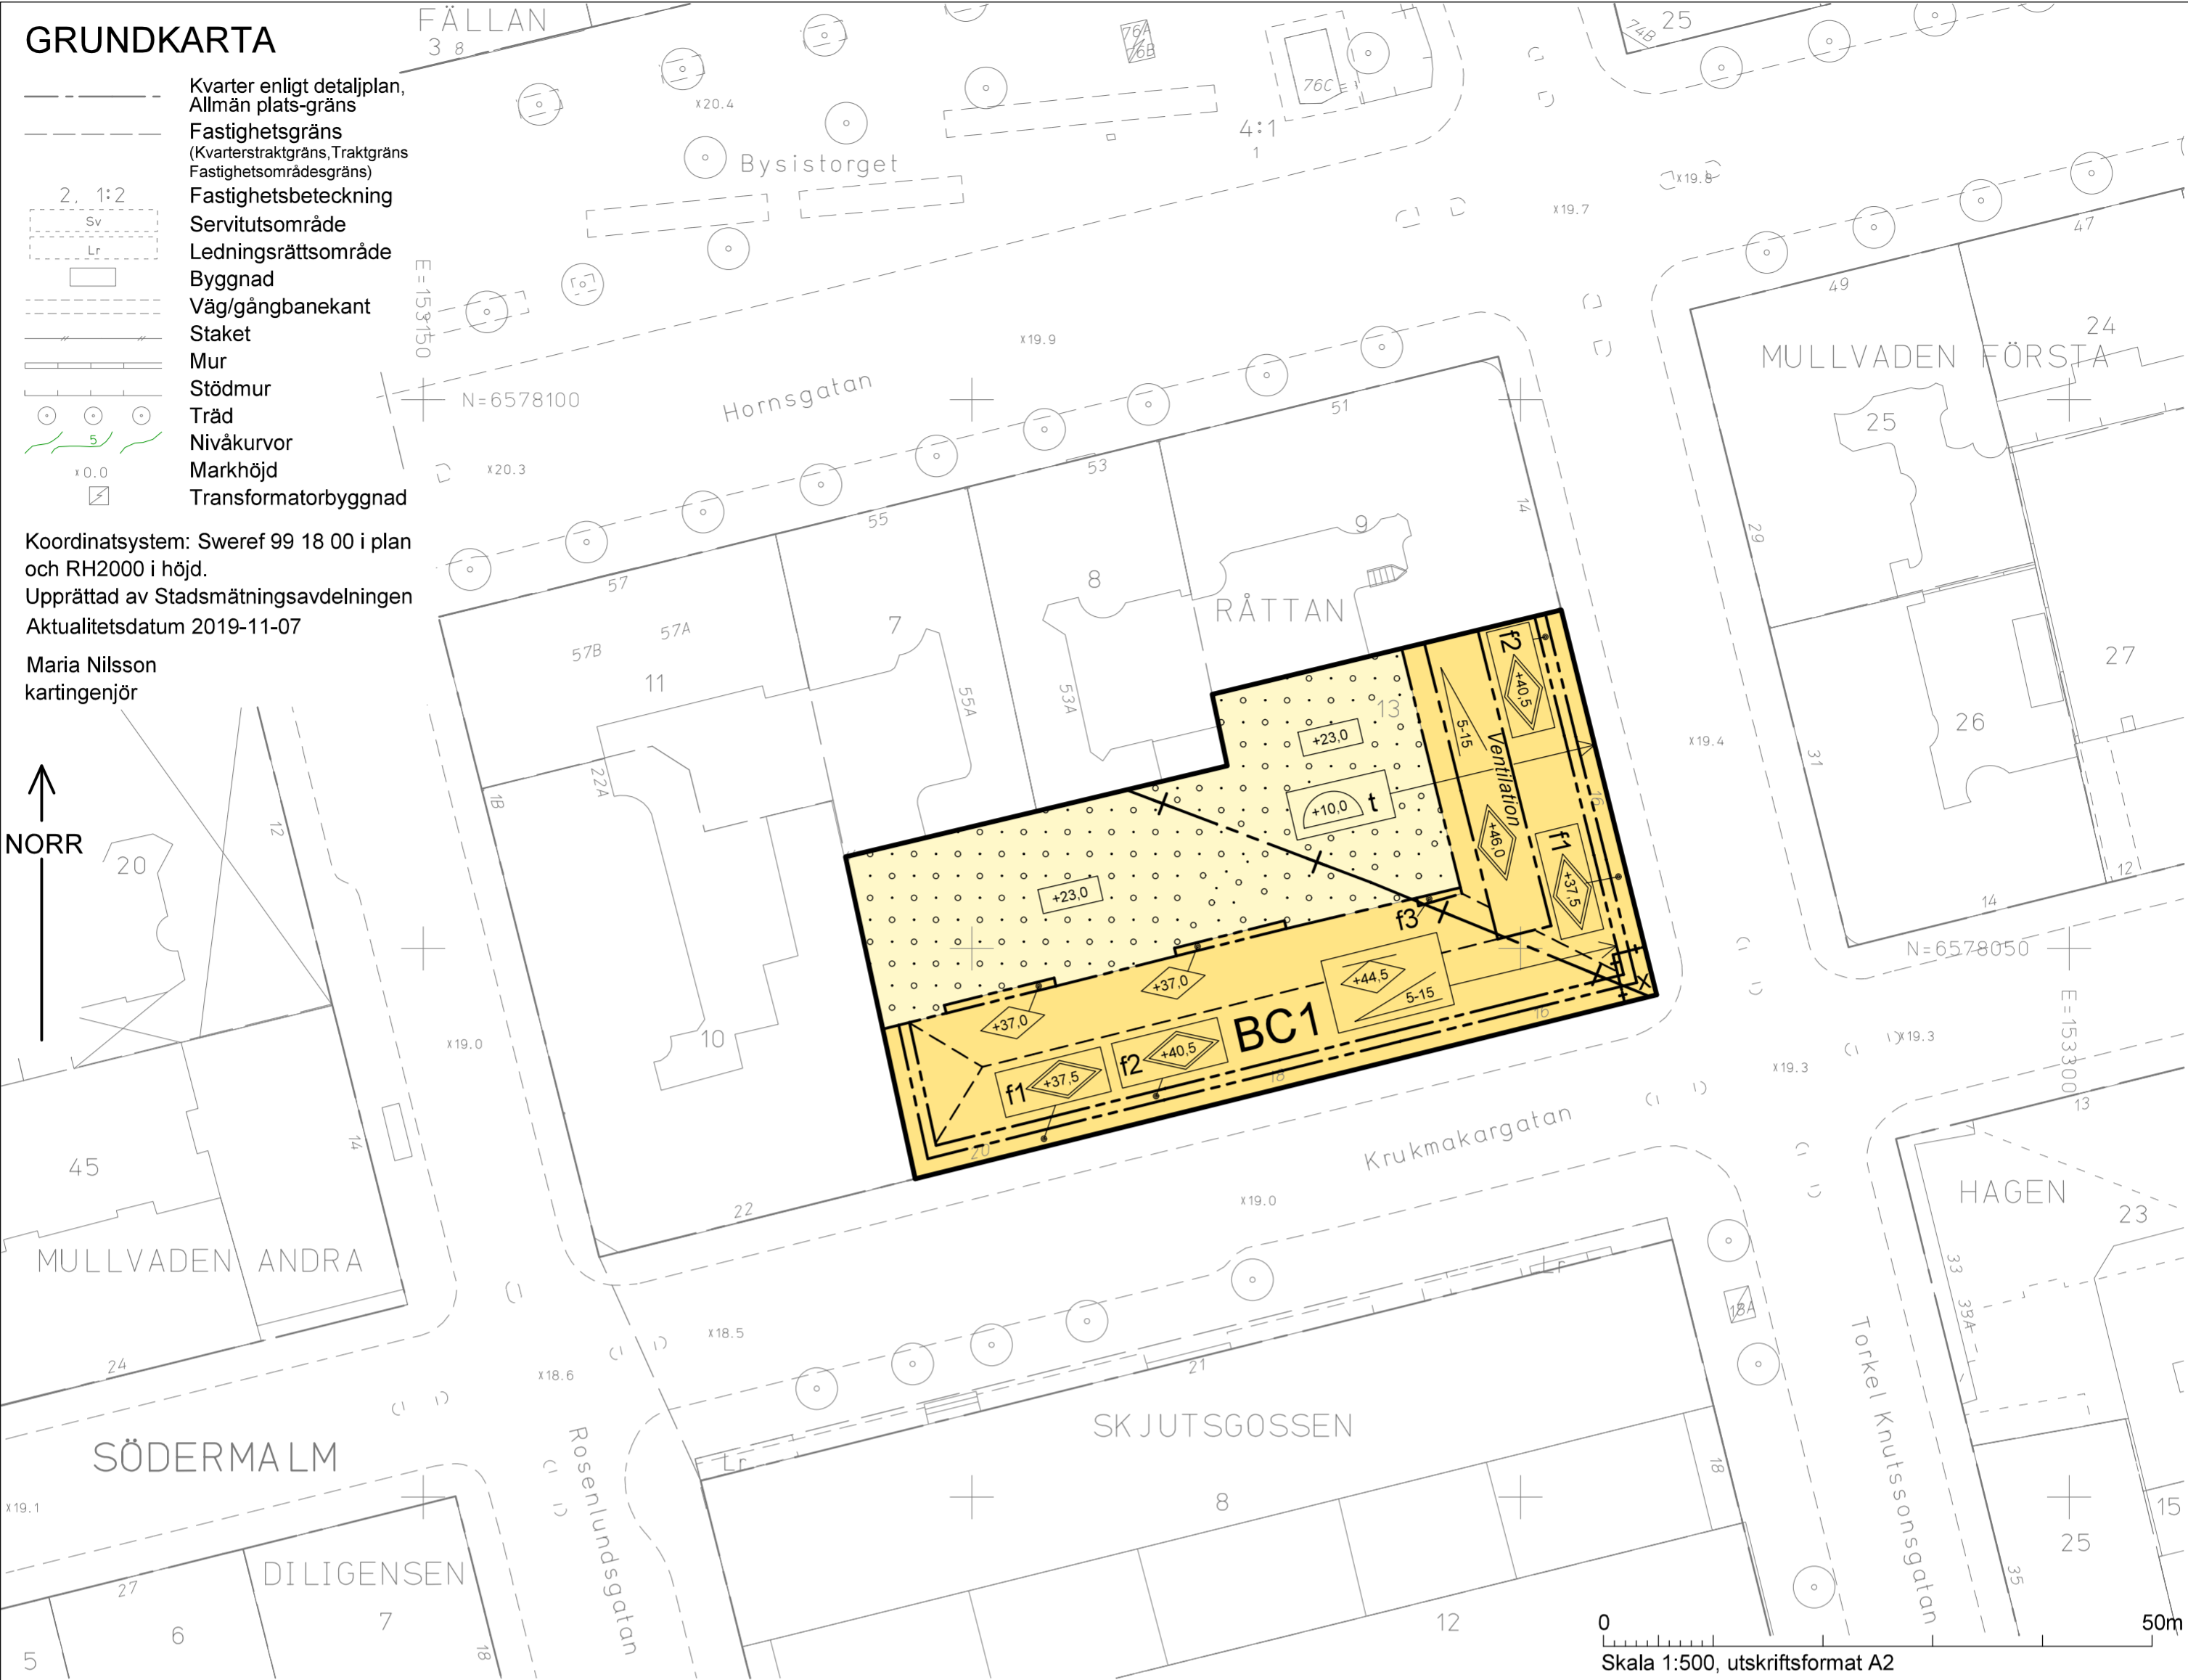 GRUNDKARTA
Kvarter enligt detaljplan,
Allmän plats-gräns
Fastighetsgräns
(Kvarterstraktgräns,Traktgräns
Fastighetsområdesgräns)
2, 1:2
Fastighetsbeteckning
Sv
Servitutsområde
Lr
Ledningsrättsområde
Byggnad
Väg/gångbanekant
Staket
Mur
Stödmur
Träd
5
Nivåkurvor
x0.0
Markhöjd
Transformatorbyggnad
Koordinatsystem: Sweref 99 18 00 i plan
och RH2000 i höjd.
Upprättad av Stadsmätningsavdelningen
Aktualitetsdatum 2019-11-07
Maria Nilsson
kartingenjör
NORR
FÄLLAN
3 8
76A
76B
76C
74B
25
x20.4
4:1
1
Bysistorget
x19.8
x19.7
47
49
E=153150
N=6578100
Hornsgatan
x19.9
x20.3
51
53
55
57
14
29
MULLVADEN FÖRSTA
24
25
9
8
RÅTTAN
7
57A
57B
11
55A
53A
22A
18
12
20
13
+23,0
+10,0
t
5-15
Ventilation
f2
+40,5
+46,0
16
f1
+37,5
x19.4
31
26
27
12
14
N=6578050
E=153300
+23,0
f3
+37,0
+37,0
+44,5
5-15
BC1
f2
+40,5
f1
+37,5
16
18
20
10
x19.0
x19.3
x19.3
13
22
Krukmakargatan
x19.0
14
45
MULLVADEN ANDRA
24
HAGEN
23
33
33A
18A
Lr
x18.5
x18.6
21
SKJUTSGOSSEN
Lr
8
18
12
SÖDERMALM
x19.1
Rosenlundsgatan
Torkel Knutssonsgatan
DILIGENSEN
27
7
6
5
18
35
25
15
0
50m
Skala 1:500, utskriftsformat A2